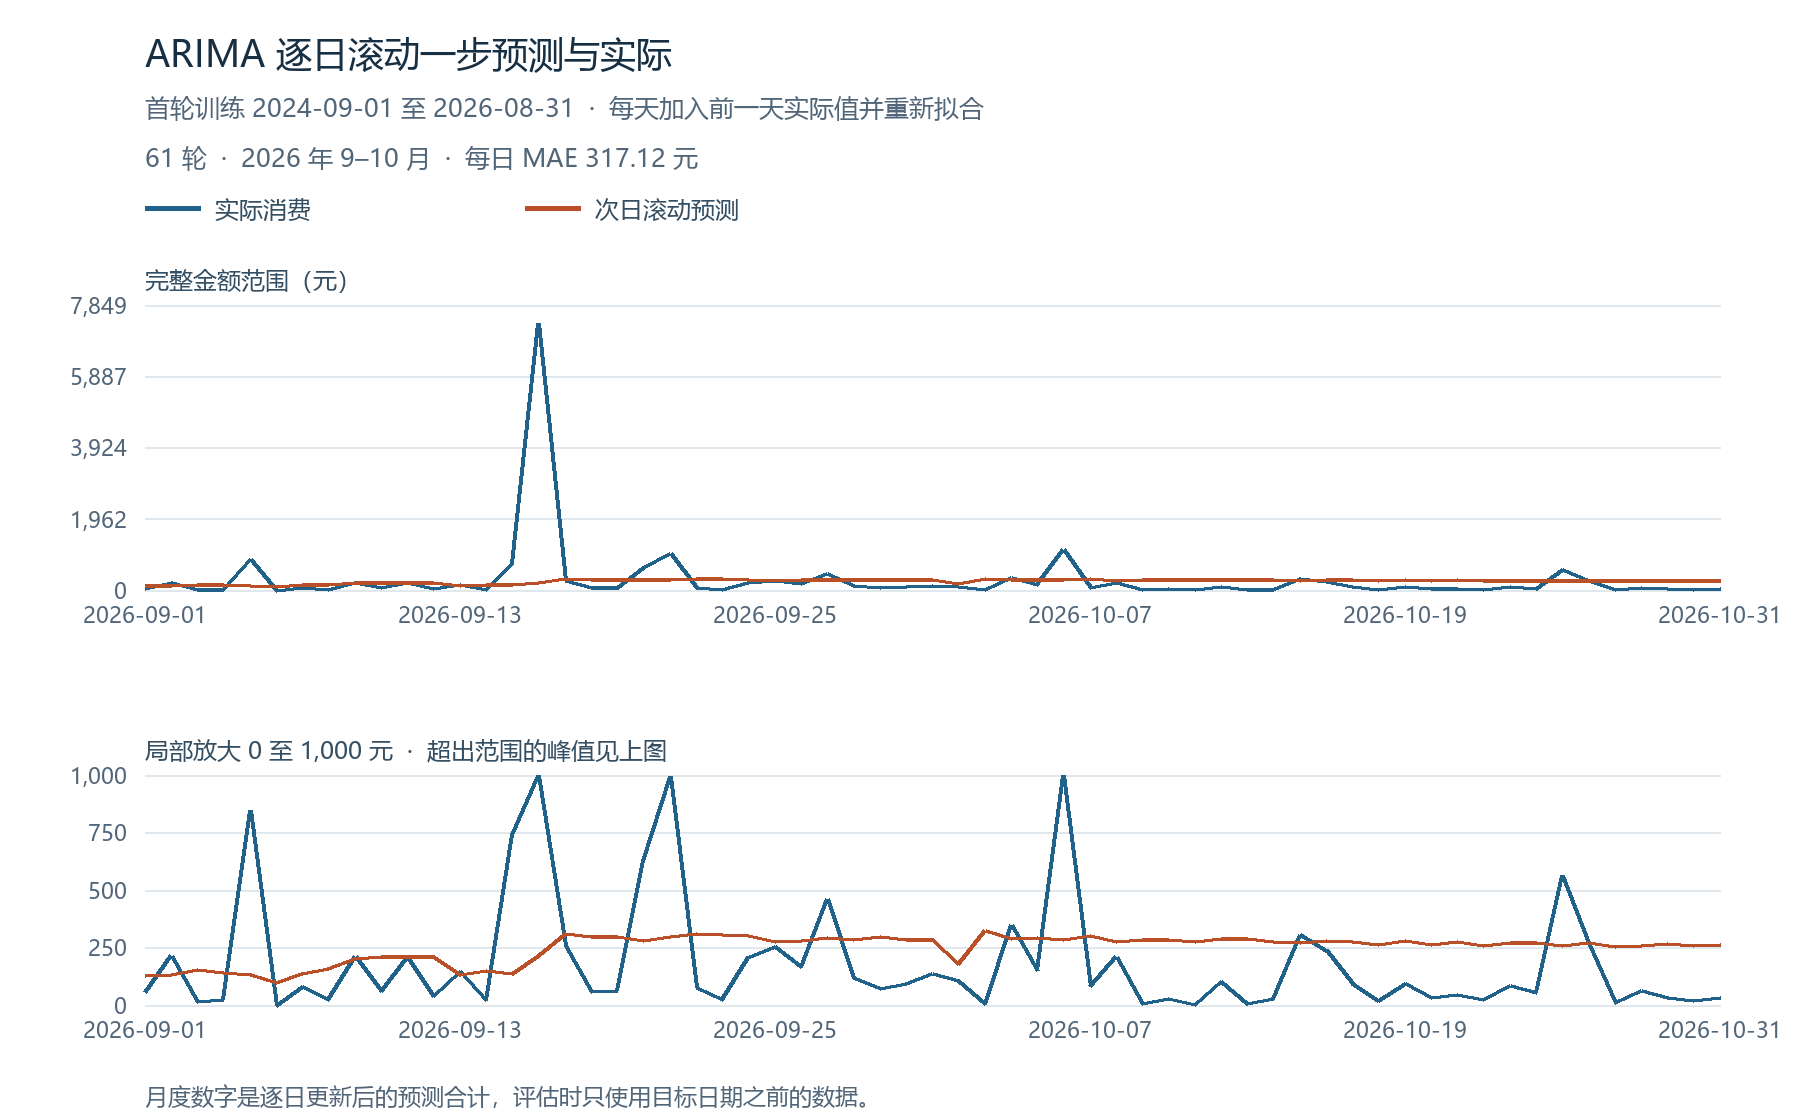 ARIMA 逐日滚动一步预测与实际
首轮训练 2024-09-01 至 2026-08-31 · 每天加入前一天实际值并重新拟合
61 轮 · 2026 年 9–10 月 · 每日 MAE 317.12 元
实际消费 次日滚动预测
完整金额范围（元）
7,849
5,887
3,924
1,962
0
2026-09-01 2026-09-13 2026-09-25 2026-10-07 2026-10-19 2026-10-31
局部放大 0 至 1,000 元 · 超出范围的峰值见上图
1,000
750
500
250
0
2026-09-01 2026-09-13 2026-09-25 2026-10-07 2026-10-19 2026-10-31
月度数字是逐日更新后的预测合计，评估时只使用目标日期之前的数据。